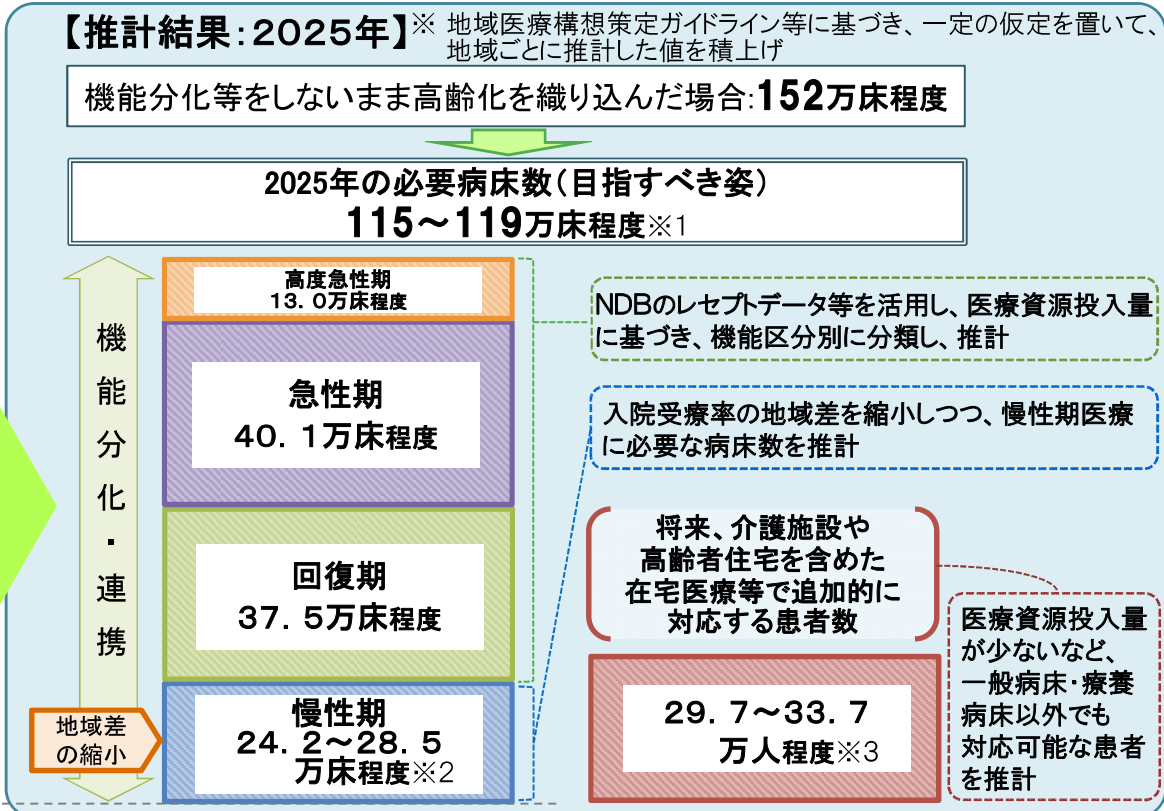 【推計結果：２０２５年】※ 地域医療構想策定ガイドライン等に基づき、一定の仮定を置いて、
地域ごとに推計した値を積上げ
機能分化等をしないまま高齢化を織り込んだ場合：152万床程度
2025年の必要病床数（目指すべき姿）
115～119万床程度※１
機能分化・連携
地域差
の縮小
高度急性期
１３．０万床程度
急性期
４０．１万床程度
回復期
３７．５万床程度
慢性期
２４．２～２８．５
万床程度※２
NDBのレセプトデータ等を活用し、医療資源投入量
に基づき、機能区分別に分類し、推計
入院受療率の地域差を縮小しつつ、慢性期医療
に必要な病床数を推計
将来、介護施設や
高齢者住宅を含めた
在宅医療等で追加的に
対応する患者数
２９．７～３３．７
万人程度※３
医療資源投入量
が少ないなど、
一般病床・療養
病床以外でも
対応可能な患者
を推計